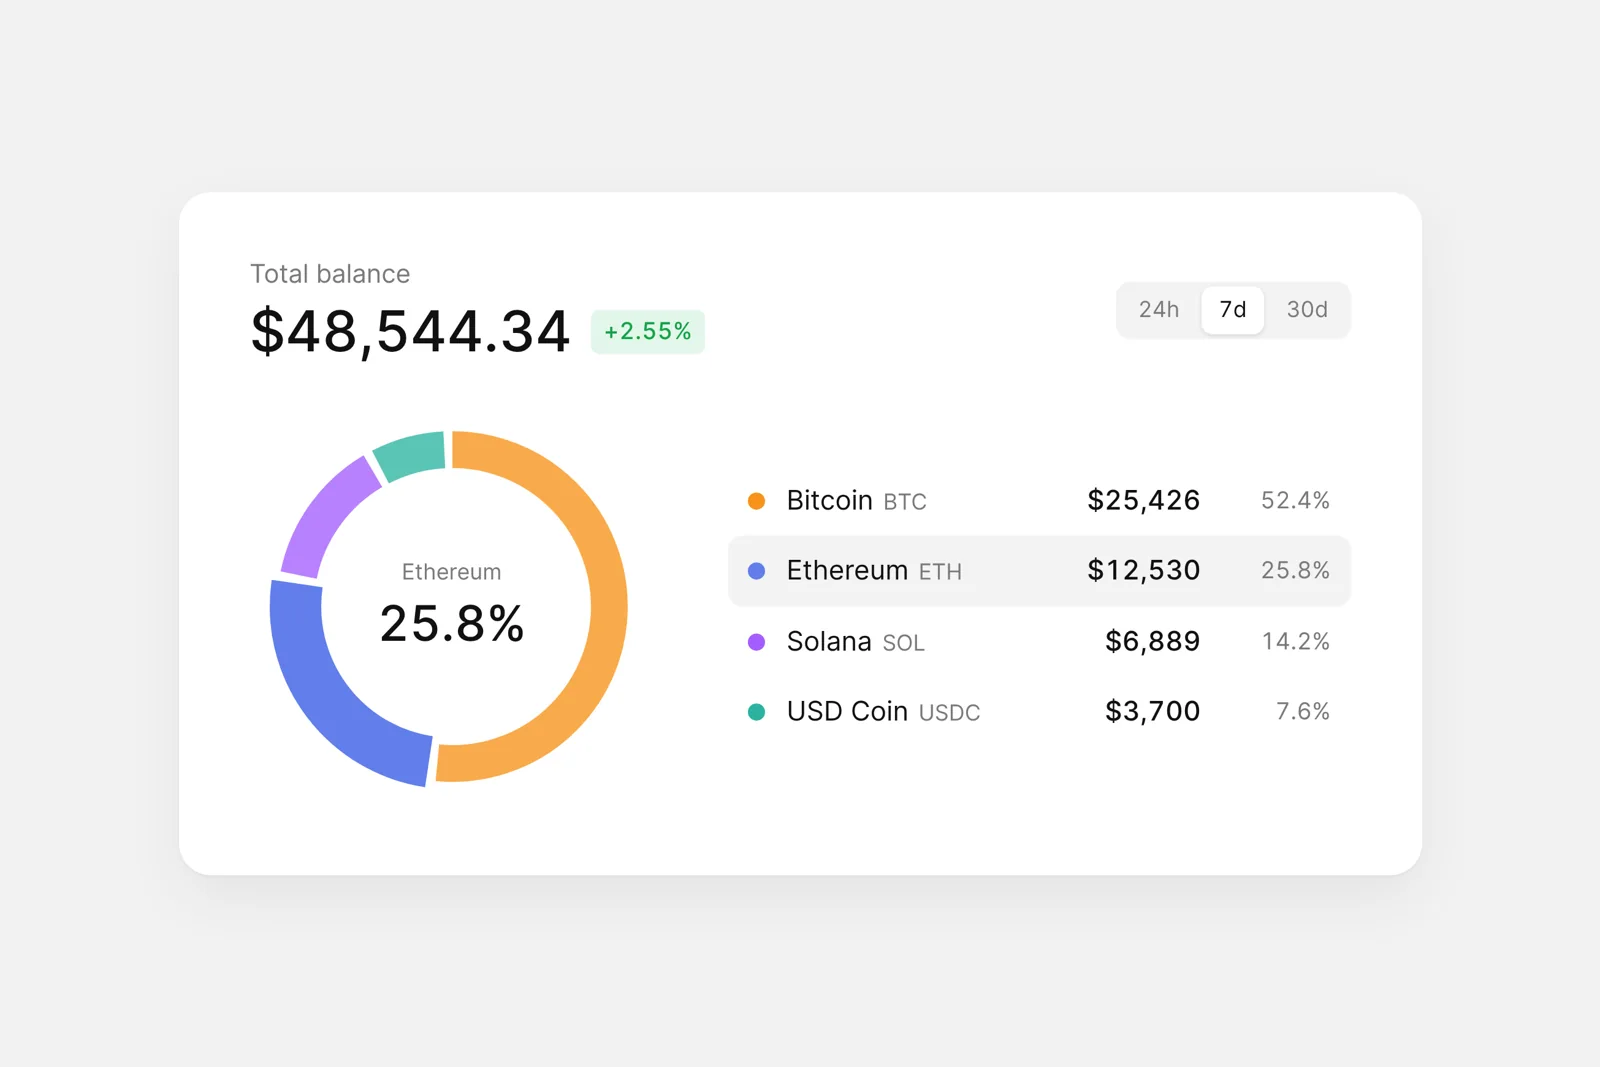 Total balance
$48,544.34 +2.55%
24h 7d 30d
Ethereum
25.8%
Bitcoin BTC $25,426 52.4%
Ethereum ETH $12,530 25.8%
Solana SOL $6,889 14.2%
USD Coin USDC $3,700 7.6%